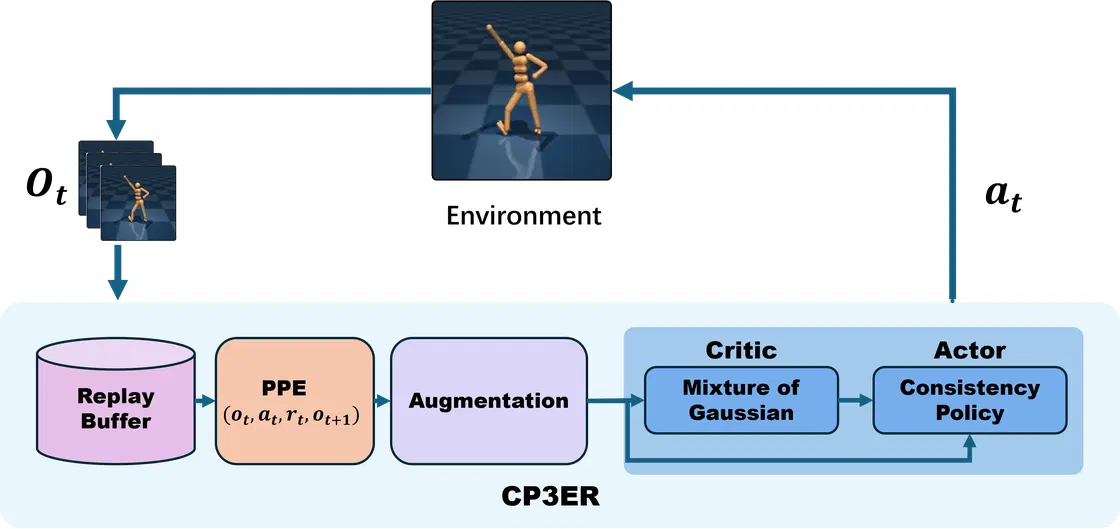 Environment
O_t
a_t
Replay
Buffer
PPE
(o_t, a_t, r_t, o_{t+1})
Augmentation
Critic
Mixture of
Gaussian
Actor
Consistency
Policy
CP3ER